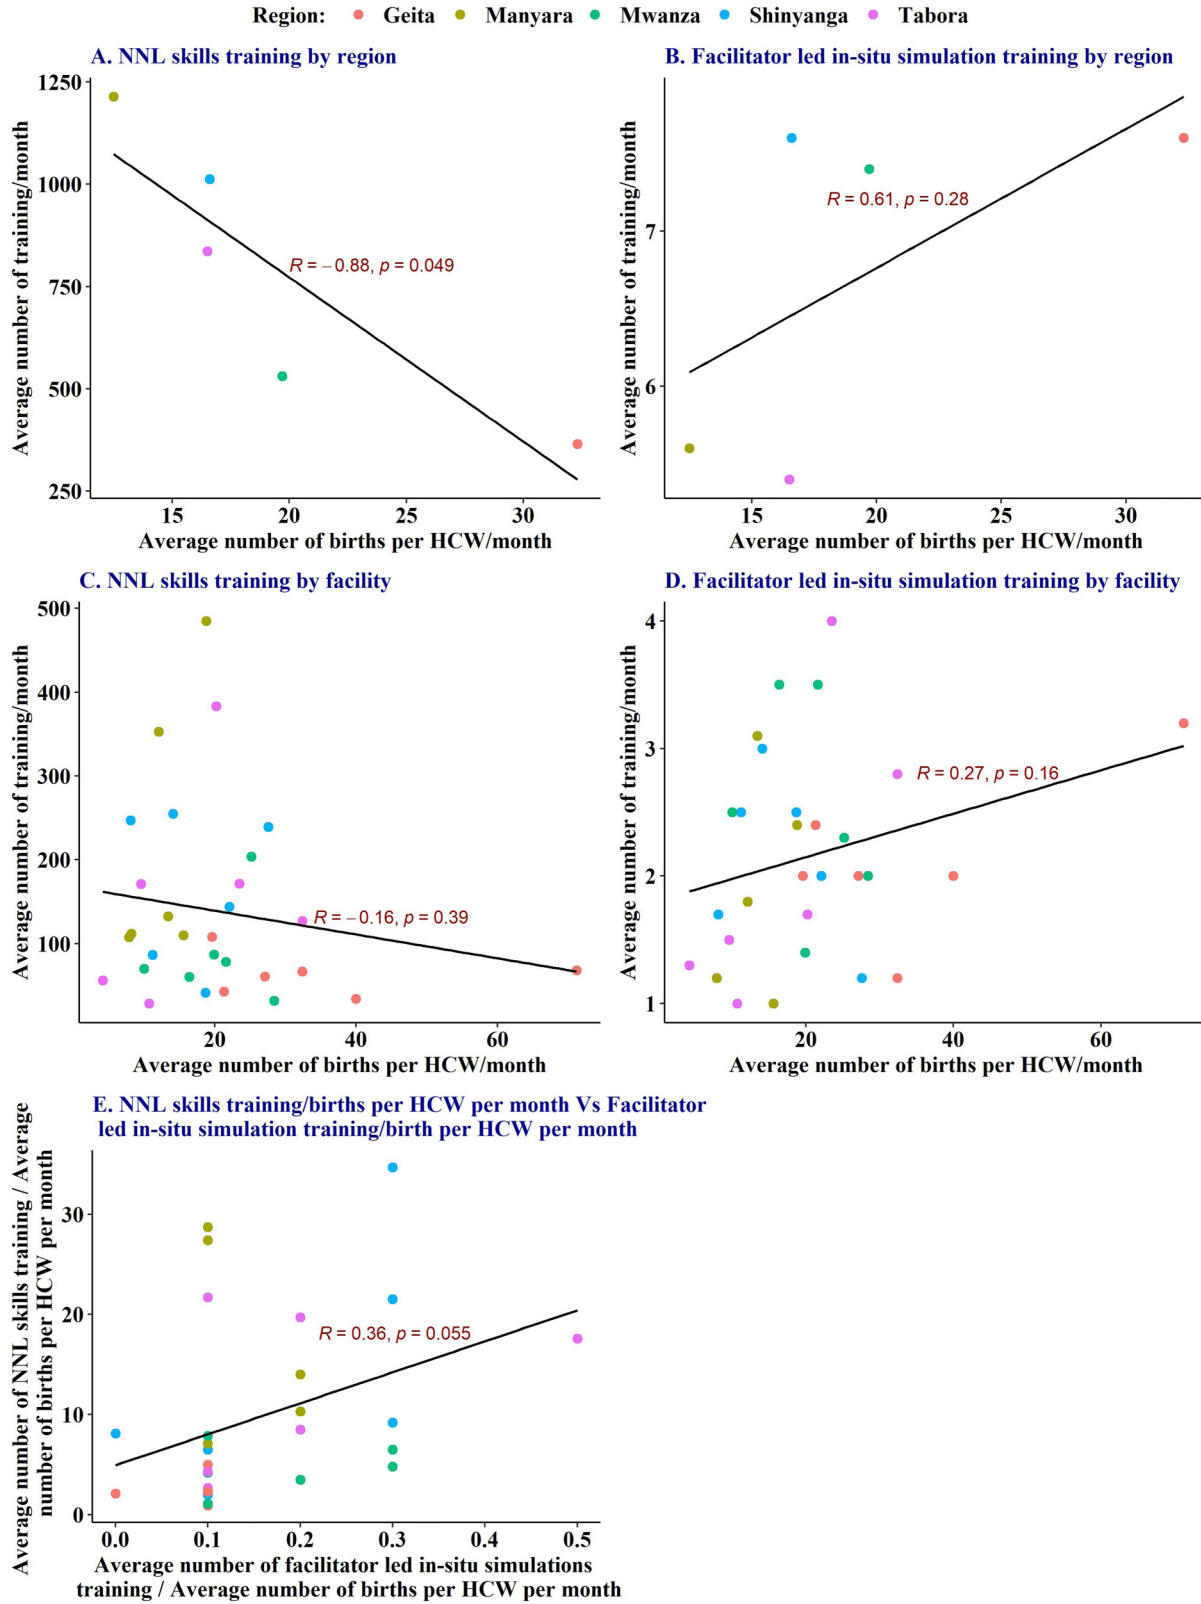 Region: Geita Manyara Mwanza Shinyanga Tabora
A. NNL skills training by region
Average number of training/month
1250
1000
750
500
250
R = −0.88, p = 0.049
15 20 25 30
Average number of births per HCW/month
B. Facilitator led in-situ simulation training by region
Average number of training/month
7
6
R = 0.61, p = 0.28
15 20 25 30
Average number of births per HCW/month
C. NNL skills training by facility
Average number of training/month
500
400
300
200
100
R = −0.16, p = 0.39
20 40 60
Average number of births per HCW/month
D. Facilitator led in-situ simulation training by facility
Average number of training/month
4
3
2
1
R = 0.27, p = 0.16
20 40 60
Average number of births per HCW/month
E. NNL skills training/births per HCW per month Vs Facilitator
led in-situ simulation training/birth per HCW per month
Average number of NNL skills training / Average
number of births per HCW per month
30
20
10
0
R = 0.36, p = 0.055
0.0 0.1 0.2 0.3 0.4 0.5
Average number of facilitator led in-situ simulations
training / Average number of births per HCW per month